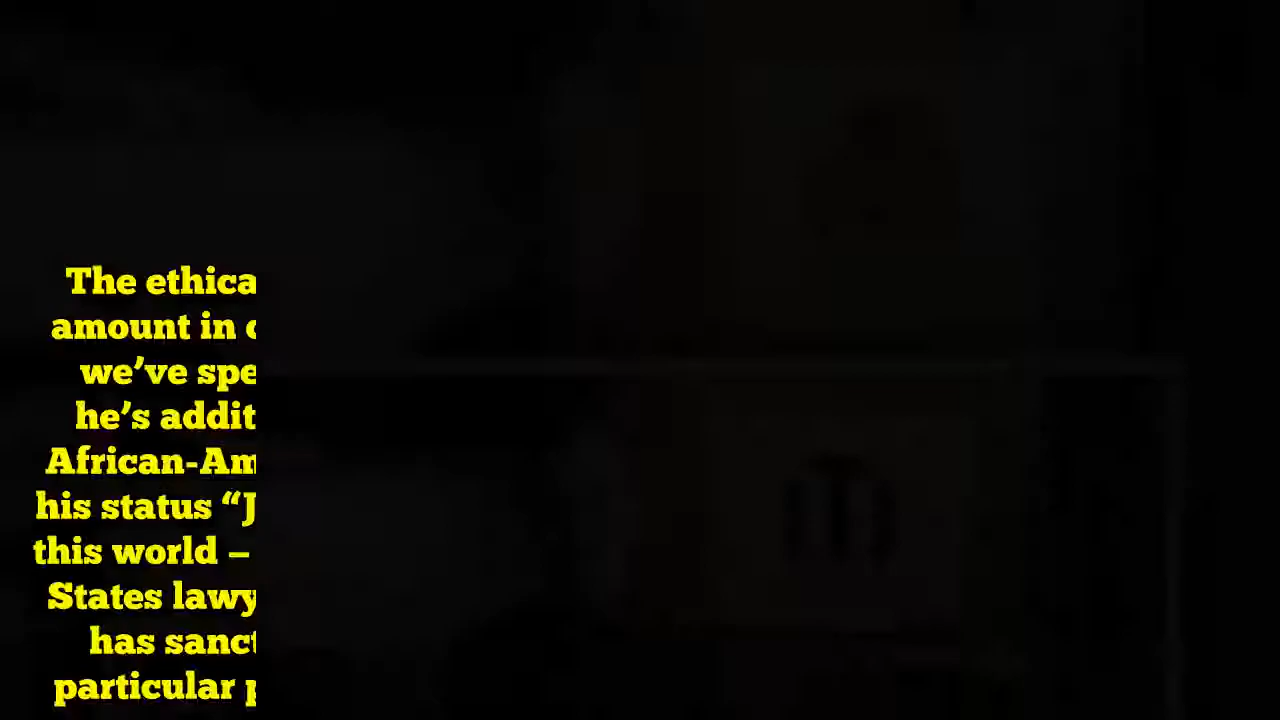 The ethica
amount in
we’ve spe
he’s addit
African-Am
his status “J
this world –
States lawy
has sanct
particular